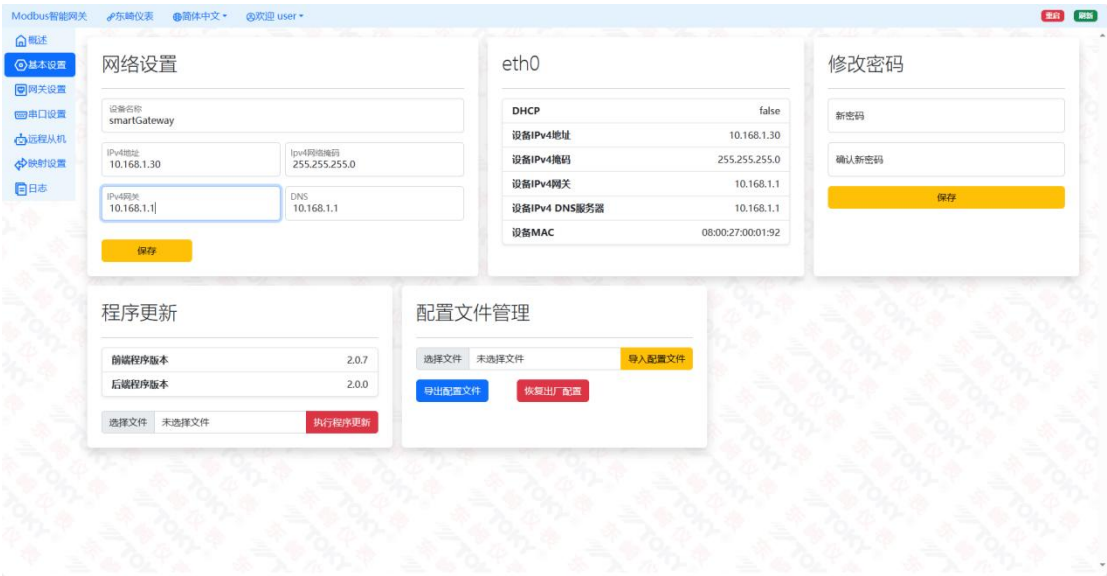 Modbus智能网关 东崎仪表 简体中文 欢迎 user 重启 刷新
概述
基本设置
网关设置
串口设置
远程从机
映射设置
日志
网络设置
设备名称
smartGateway
IPv4地址
10.168.1.30
Ipv4网络掩码
255.255.255.0
IPv4网关
10.168.1.1
DNS
10.168.1.1
保存
eth0
DHCP false
设备IPv4地址 10.168.1.30
设备IPv4掩码 255.255.255.0
设备IPv4网关 10.168.1.1
设备IPv4 DNS服务器 10.168.1.1
设备MAC 08:00:27:00:01:92
修改密码
新密码
确认新密码
保存
程序更新
前端程序版本 2.0.7
后端程序版本 2.0.0
选择文件 未选择文件 执行程序更新
配置文件管理
选择文件 未选择文件 导入配置文件
导出配置文件 恢复出厂配置
东崎仪表
TOKY